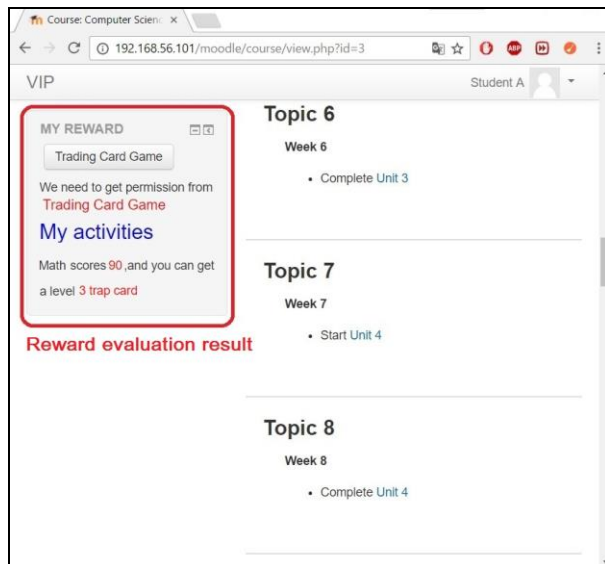 Course: Computer Scienc
192.168.56.101/moodle/course/view.php?id=3
ABP
VIP
Student A
MY REWARD
Trading Card Game
We need to get permission from
Trading Card Game
My activities
Math scores 90 ,and you can get
a level 3 trap card
Reward evaluation result
Topic 6
Week 6
• Complete Unit 3
Topic 7
Week 7
• Start Unit 4
Topic 8
Week 8
• Complete Unit 4